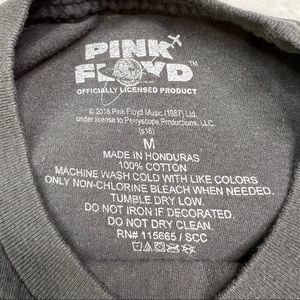 PINK
FLOYD™
OFFICIALLY LICENSED PRODUCT
© 2018 Pink Floyd Music (1987) Ltd.
under license to Perryscope Productions, LLC.
(s18)
M
MADE IN HONDURAS
100% COTTON
MACHINE WASH COLD WITH LIKE COLORS
ONLY NON-CHLORINE BLEACH WHEN NEEDED.
TUMBLE DRY LOW.
DO NOT IRON IF DECORATED.
DO NOT DRY CLEAN.
RN# 115665 / SCC